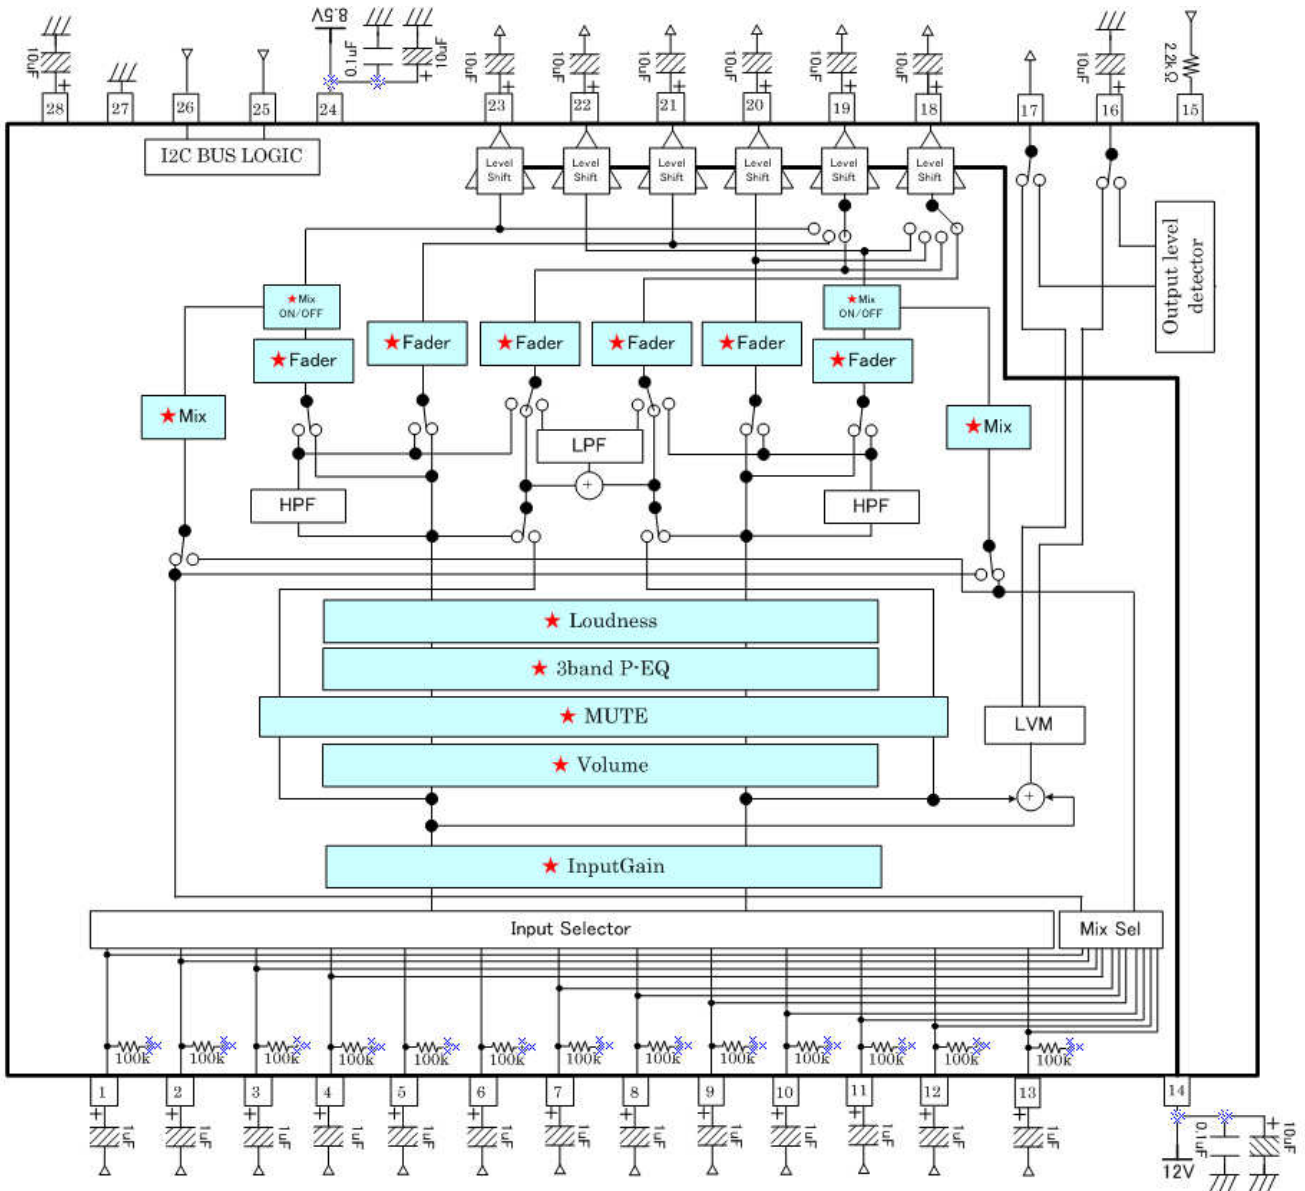 8.5V
10uF
0.1uF
10uF
10uF
10uF
10uF
10uF
10uF
10uF
10uF
2.22kΩ
28
27
26
25
24
23
22
21
20
19
18
17
16
15
I2C BUS LOGIC
Level
Shift
Level
Shift
Level
Shift
Level
Shift
Level
Shift
Level
Shift
Output level
detector
★Mix
ON/OFF
★Mix
ON/OFF
★Fader
★Fader
★Fader
★Fader
★Fader
★Fader
★Mix
★Mix
LPF
+
HPF
HPF
★ Loudness
★ 3band P-EQ
★ MUTE
LVM
★ Volume
+
★ InputGain
Input Selector
Mix Sel
100k
100k
100k
100k
100k
100k
100k
100k
100k
100k
100k
100k
100k
1
2
3
4
5
6
7
8
9
10
11
12
13
14
+
+
+
+
+
+
+
+
+
+
+
+
+
+
1uF
1uF
1uF
1uF
1uF
1uF
1uF
1uF
1uF
1uF
1uF
1uF
1uF
0.1uF
10uF
12V